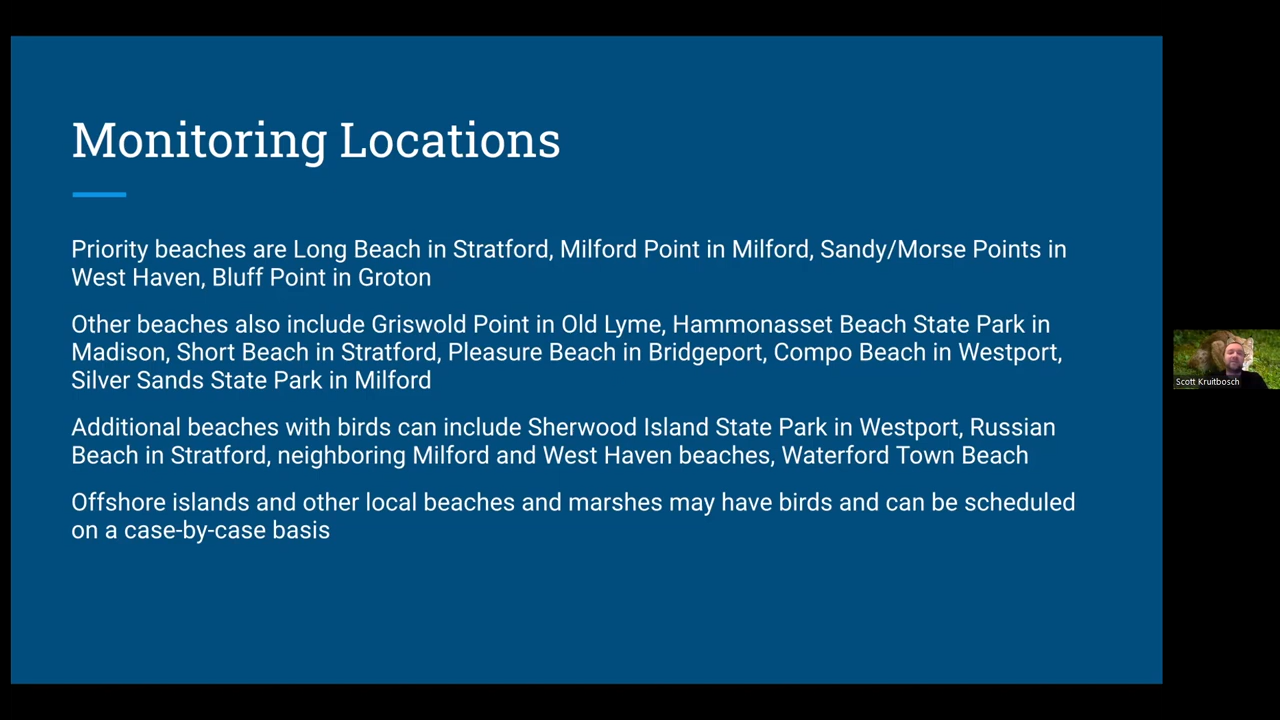 Monitoring Locations
Priority beaches are Long Beach in Stratford, Milford Point in Milford, Sandy/Morse Points in
West Haven, Bluff Point in Groton
Other beaches also include Griswold Point in Old Lyme, Hammonasset Beach State Park in
Madison, Short Beach in Stratford, Pleasure Beach in Bridgeport, Compo Beach in Westport,
Silver Sands State Park in Milford
Additional beaches with birds can include Sherwood Island State Park in Westport, Russian
Beach in Stratford, neighboring Milford and West Haven beaches, Waterford Town Beach
Offshore islands and other local beaches and marshes may have birds and can be scheduled
on a case-by-case basis
Scott Kruitbosch